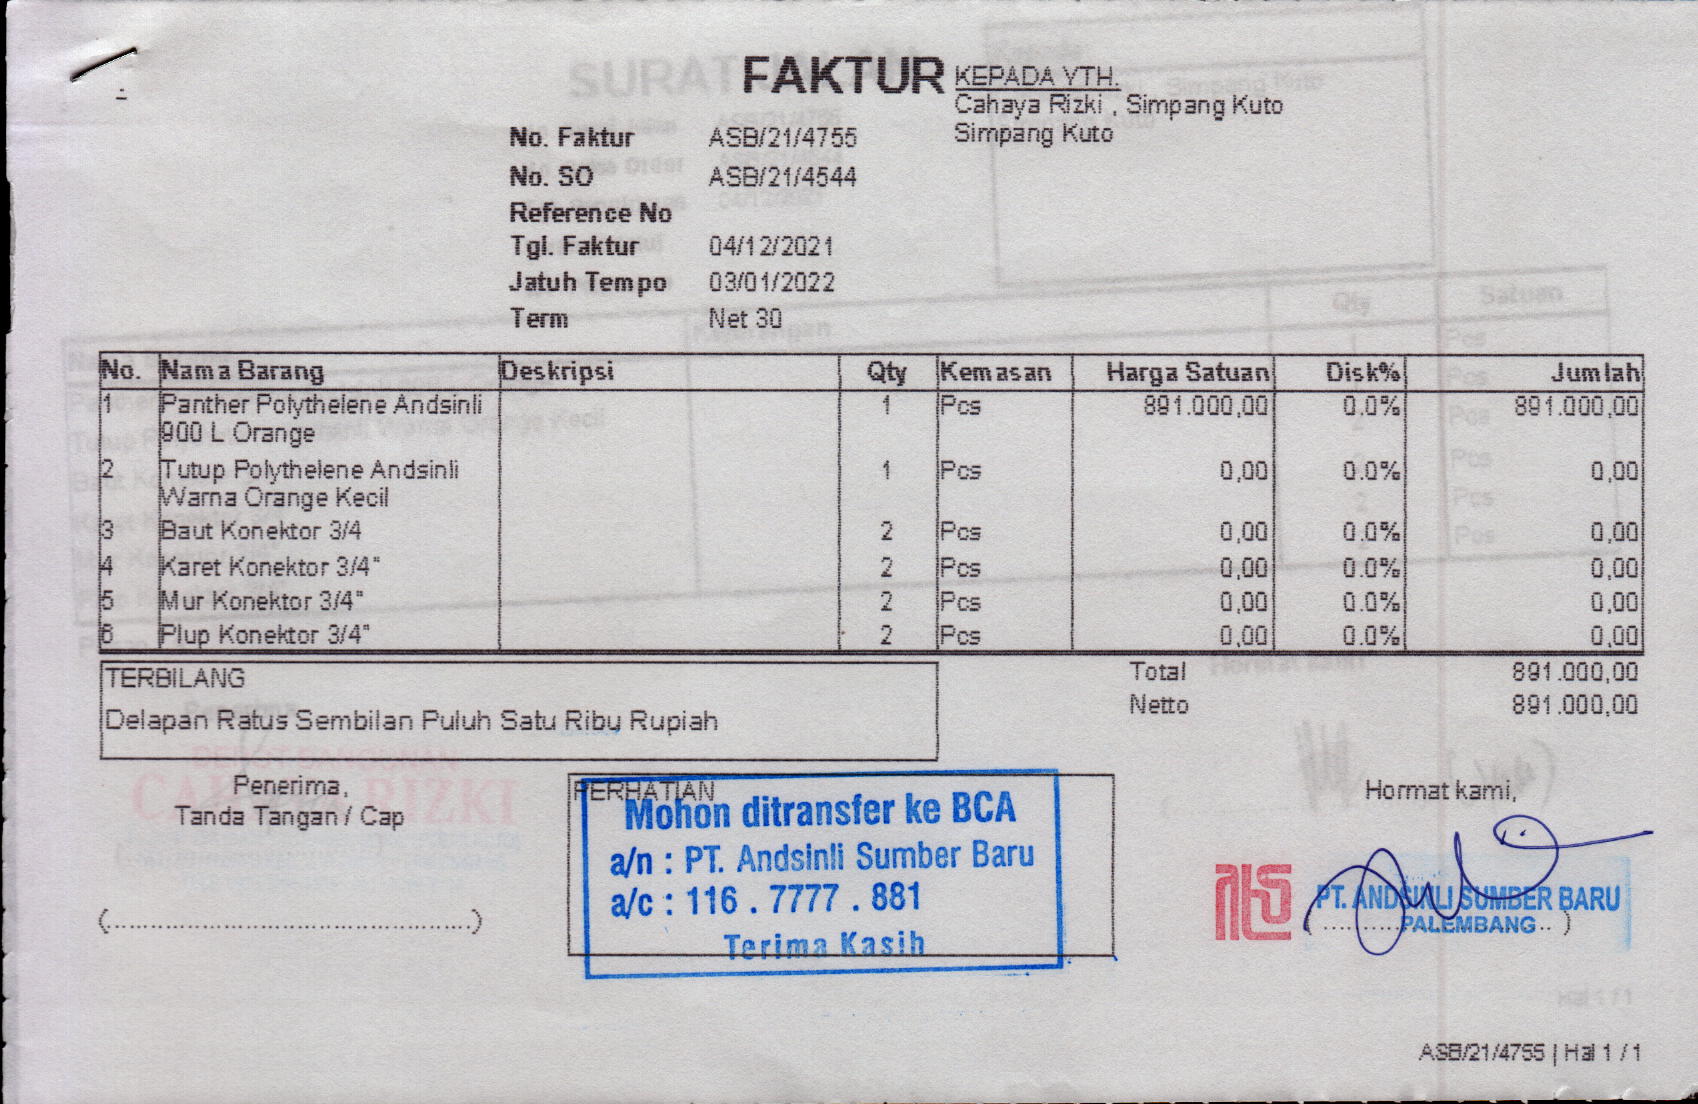 FAKTUR
KEPADA YTH.
Cahaya Rizki , Simpang Kuto
Simpang Kuto
No. Faktur ASB/21/4755
No. SO ASB/21/4544
Reference No
Tgl. Faktur 04/12/2021
Jatuh Tempo 03/01/2022
Term Net 30
No. Nama Barang Deskripsi Qty Kemasan Harga Satuan Disk% Jumlah
1 Panther Polythelene Andsinli 1 Pcs 891.000,00 0.0% 891.000,00
900 L Orange
2 Tutup Polythelene Andsinli 1 Pcs 0,00 0.0% 0,00
Warna Orange Kecil
3 Baut Konektor 3/4 2 Pcs 0,00 0.0% 0,00
4 Karet Konektor 3/4" 2 Pcs 0,00 0.0% 0,00
5 Mur Konektor 3/4" 2 Pcs 0,00 0.0% 0,00
6 Plup Konektor 3/4" 2 Pcs 0,00 0.0% 0,00
TERBILANG
Delapan Ratus Sembilan Puluh Satu Ribu Rupiah
Total 891.000,00
Netto 891.000,00
Penerima,
Tanda Tangan / Cap
(..................................................)
PERHATIAN
Mohon ditransfer ke BCA
a/n : PT. Andsinli Sumber Baru
a/c : 116 . 7777 . 881
Terima Kasih
Hormat kami,
PT. ANDSINLI SUMBER BARU
PALEMBANG
ASB/21/4755 | Hal 1 / 1